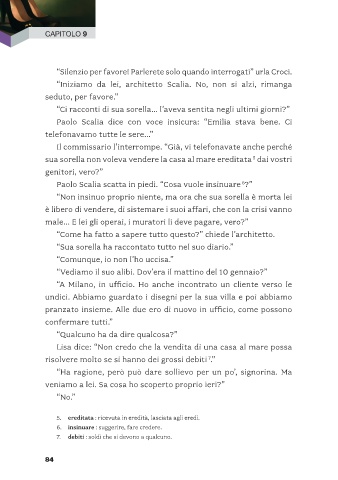 CAPITOLO 9
“Silenzio per favore! Parlerete solo quando interrogati” urla Croci.
“Iniziamo da lei, architetto Scalia. No, non si alzi, rimanga
seduto, per favore.”
“Ci racconti di sua sorella... l’aveva sentita negli ultimi giorni?”
Paolo Scalia dice con voce insicura: “Emilia stava bene. Ci
telefonavamo tutte le sere...”
Il commissario l’interrompe. “Già, vi telefonavate anche perché
sua sorella non voleva vendere la casa al mare ereditata5 dai vostri
genitori, vero?”
Paolo Scalia scatta in piedi. “Cosa vuole insinuare6?”
“Non insinuo proprio niente, ma ora che sua sorella è morta lei
è libero di vendere, di sistemare i suoi affari, che con la crisi vanno
male... E lei gli operai, i muratori li deve pagare, vero?”
“Come ha fatto a sapere tutto questo?” chiede l’architetto.
“Sua sorella ha raccontato tutto nel suo diario.”
“Comunque, io non l’ho uccisa.”
“Vediamo il suo alibi. Dov’era il mattino del 10 gennaio?”
“A Milano, in ufficio. Ho anche incontrato un cliente verso le
undici. Abbiamo guardato i disegni per la sua villa e poi abbiamo
pranzato insieme. Alle due ero di nuovo in ufficio, come possono
confermare tutti.”
“Qualcuno ha da dire qualcosa?”
Lisa dice: “Non credo che la vendita di una casal al mare possa
risolvere molto se si hanno dei grossi debiti7.”
“Ha ragione, però può dare sollievo per un po’, signorina. Ma
veniamo a lei. Sa cosa ho scoperto proprio ieri?”
“No.”
5. ereditata : ricevuta in eredità, lasciata agli eredi.
6. insinuare : suggerire, fare credere.
7. debiti : soldi che si devono a qualcuno.
84